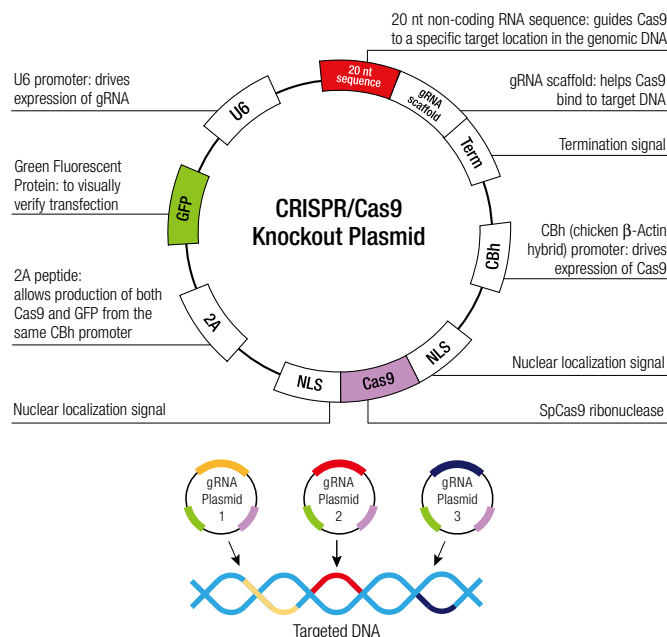 20 nt non-coding RNA sequence: guides Cas9
to a specific target location in the genomic DNA
U6 promoter: drives
expression of gRNA
20 nt
sequence
gRNA
scaffold
gRNA scaffold: helps Cas9
bind to target DNA
U6
Term
Termination signal
Green Fluorescent
Protein: to visually
verify transfection
GFP
CRISPR/Cas9
Knockout Plasmid
CBh
CBh (chicken β-Actin
hybrid) promoter: drives
expression of Cas9
2A peptide:
allows production of both
Cas9 and GFP from the
same CBh promoter
2A
NLS
Cas9
NLS
Nuclear localization signal
Nuclear localization signal
SpCas9 ribonuclease
gRNA
Plasmid
1
gRNA
Plasmid
2
gRNA
Plasmid
3
Targeted DNA